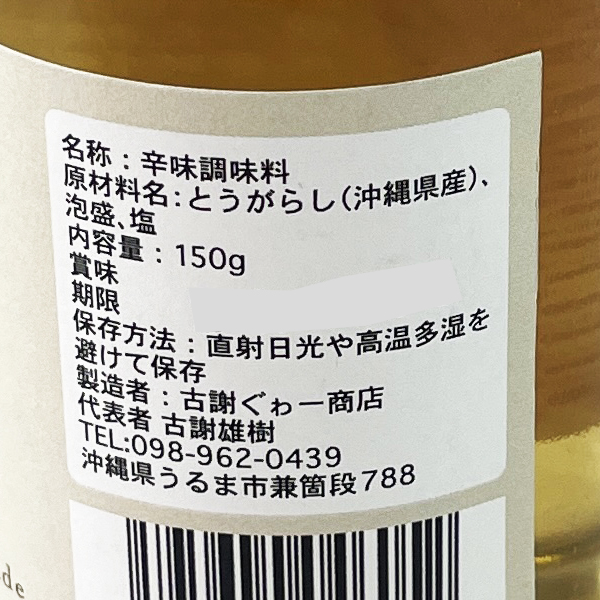 名称：辛味調味料
原材料名：とうがらし（沖縄県産）、
泡盛、塩
内容量：150g
賞味
期限
保存方法：直射日光や高温多湿を
避けて保存
製造者：古謝ぐゎー商店
代表者 古謝雄樹
TEL:098-962-0439
沖縄県うるま市兼箇段788